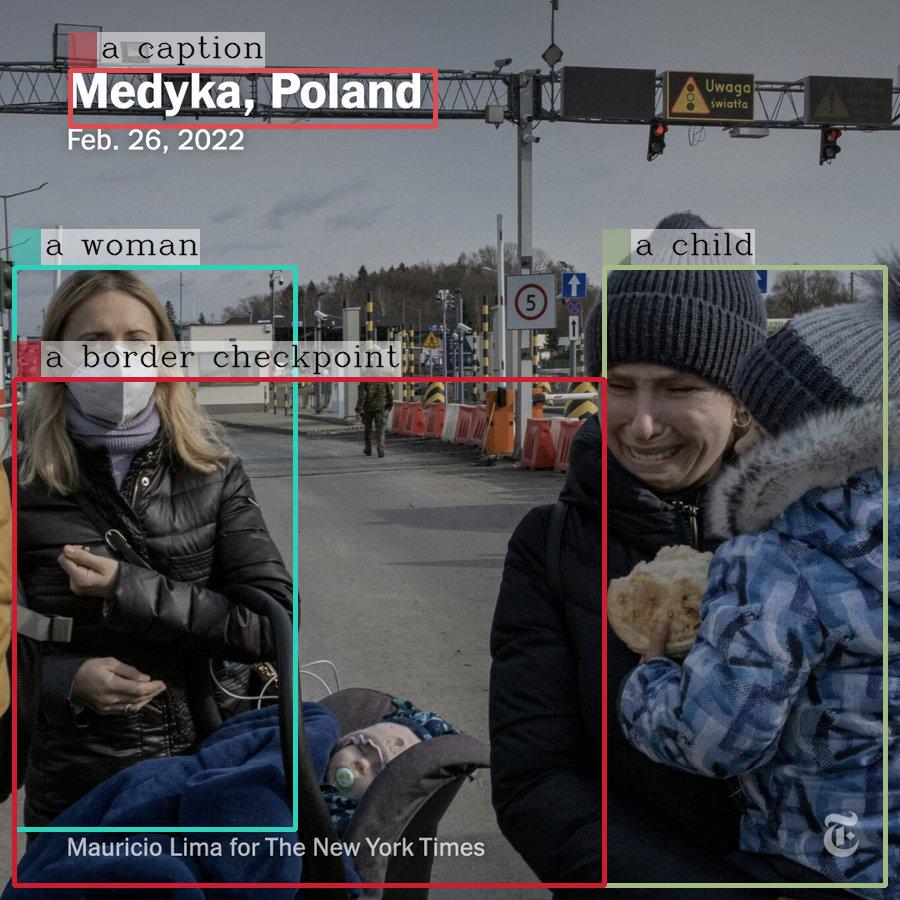 a caption
Medyka, Poland
Feb. 26, 2022
Uwaga
światła
a woman
a child
5
a border checkpoint
Mauricio Lima for The New York Times
T